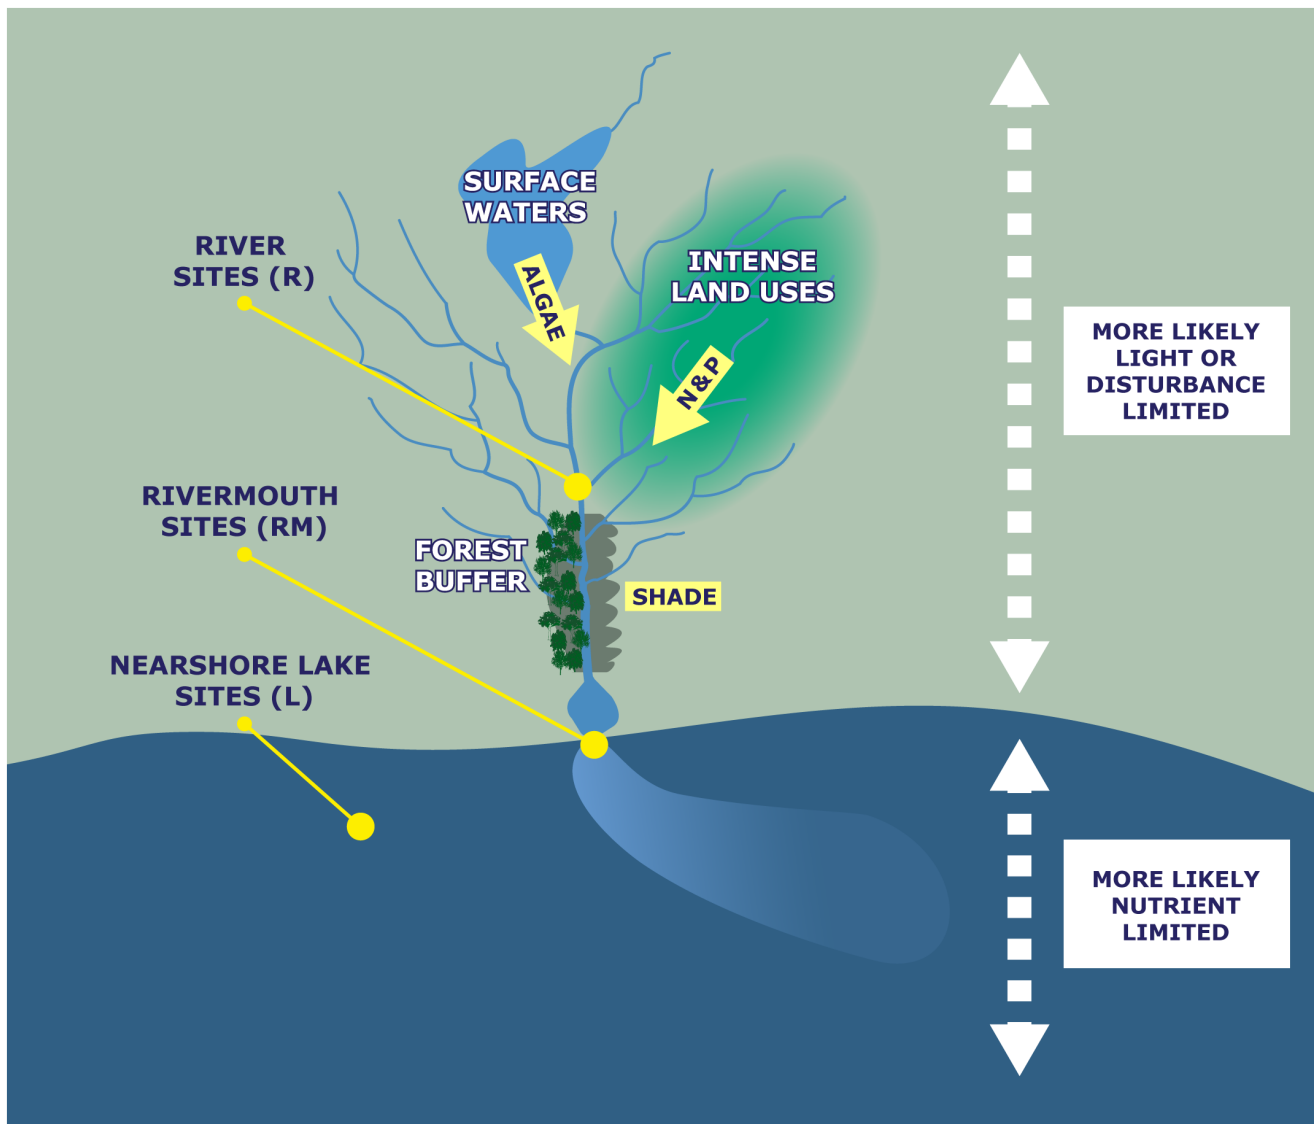 SURFACE
WATERS
RIVER
SITES (R)
ALGAE
INTENSE
LAND USES
N&P
MORE LIKELY
LIGHT OR
DISTURBANCE
LIMITED
RIVERMOUTH
SITES (RM)
FOREST
BUFFER
SHADE
NEARSHORE LAKE
SITES (L)
MORE LIKELY
NUTRIENT
LIMITED